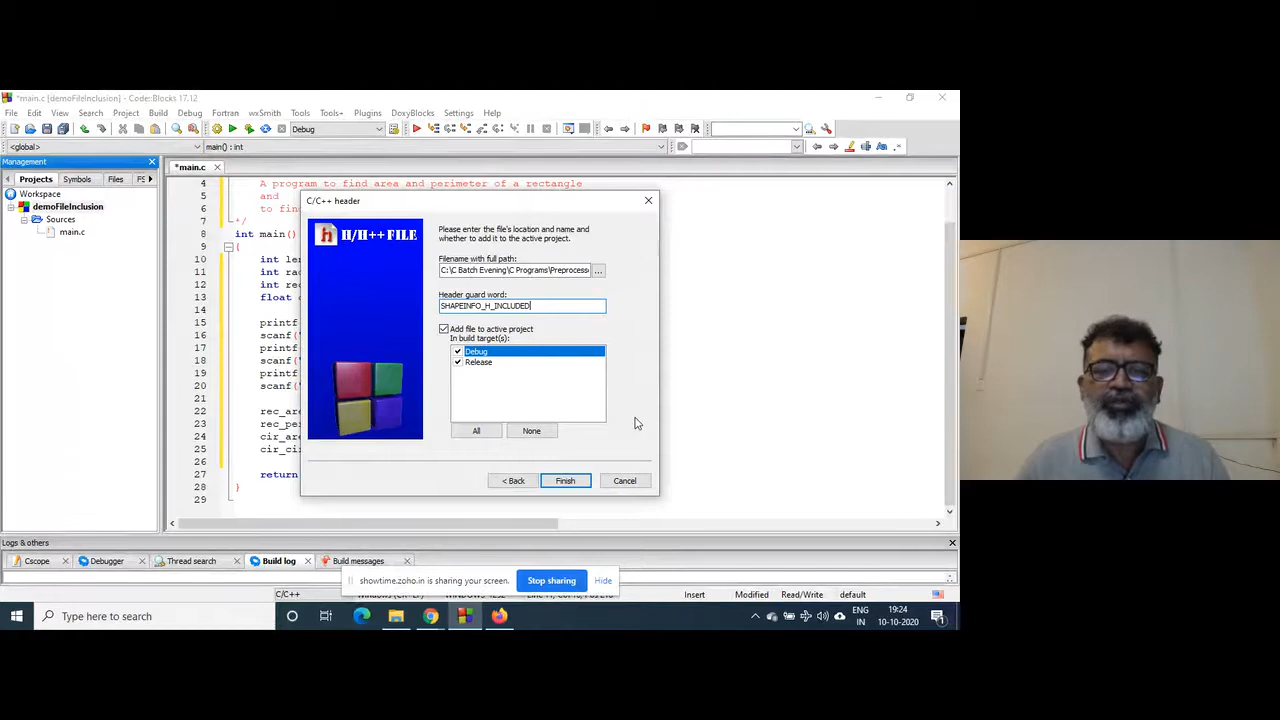 *main.c [demoFileInclusion] - Code::Blocks 17.12
File Edit View Search Project Build Debug Fortran wxSmith Tools Tools+ Plugins DoxyBlocks Settings Help
Debug
<global> main() : int
Management
*main.c
Projects Symbols Files FS
Workspace
demoFileInclusion
Sources
main.c
4 A program to find area and perimeter of a rectangle
5 and
6 to fin
7 */
8 int main()
9 {
10 int le
11 int ra
12 int re
13 float
14
15 printf
16 scanf(
17 printf
18 scanf(
19 printf
20 scanf(
21
22 rec_ar
23 rec_pe
24 cir_ar
25 cir_ci
26
27 return
28 }
29
C/C++ header
h H/H++ FILE
Please enter the file's location and name and
whether to add it to the active project.
Filename with full path:
C:\C Batch Evening\C Programs\Preprocess
...
Header guard word:
SHAPEINFO_H_INCLUDED
Add file to active project
In build target(s):
Debug
Release
All None
< Back Finish Cancel
Logs & others
Cscope Debugger Thread search Build log Build messages
showtime.zoho.in is sharing your screen. Stop sharing Hide
C/C++ Insert Modified Read/Write default
Type here to search
ENG
IN
19:24
10-10-2020
1